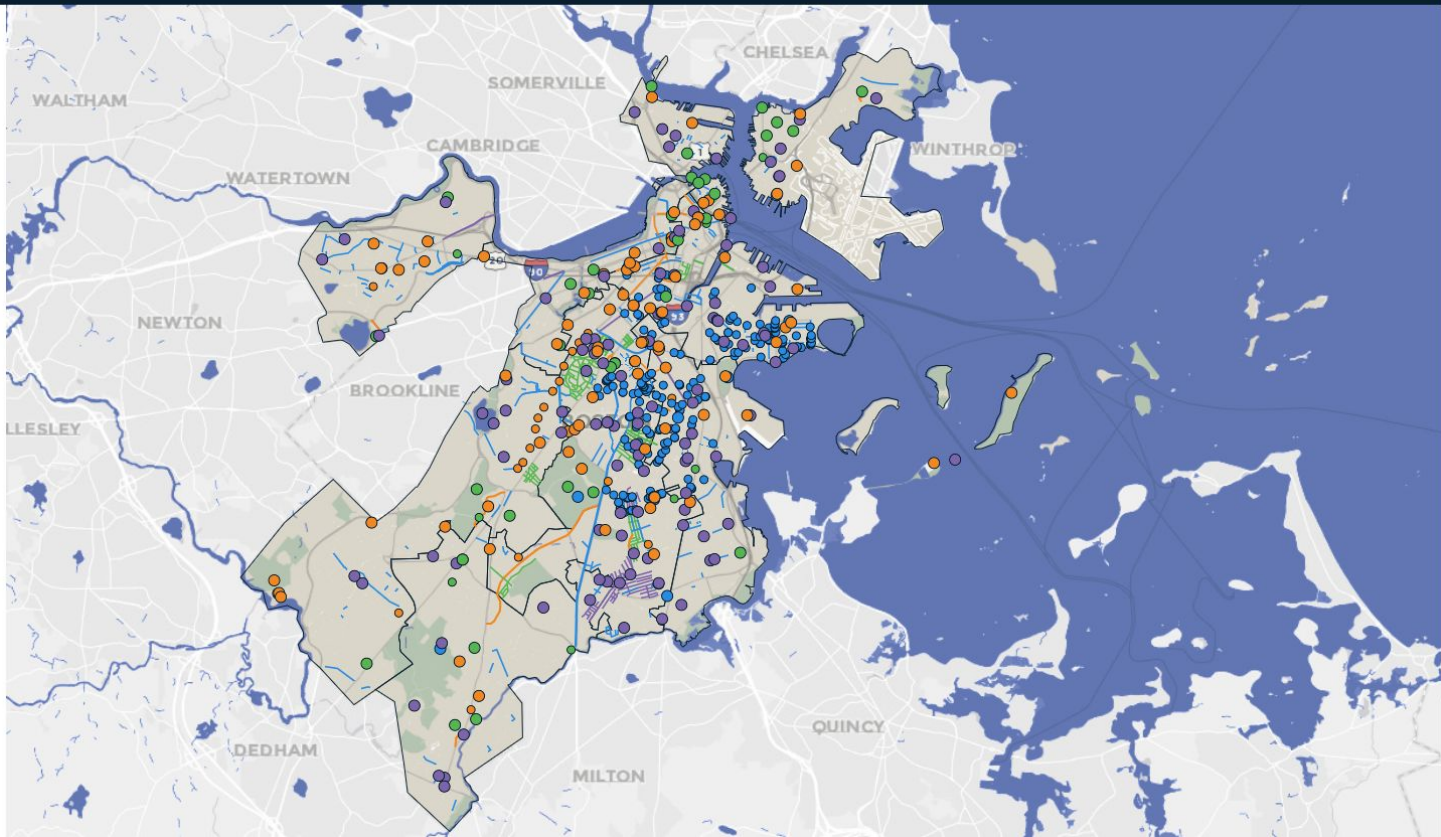 CHELSEA
SOMERVILLE
WALTHAM
CAMBRIDGE
WINTHROP
WATERTOWN
20
90
NEWTON
93
BROOKLINE
LLESLEY
QUINCY
DEDHAM
MILTON